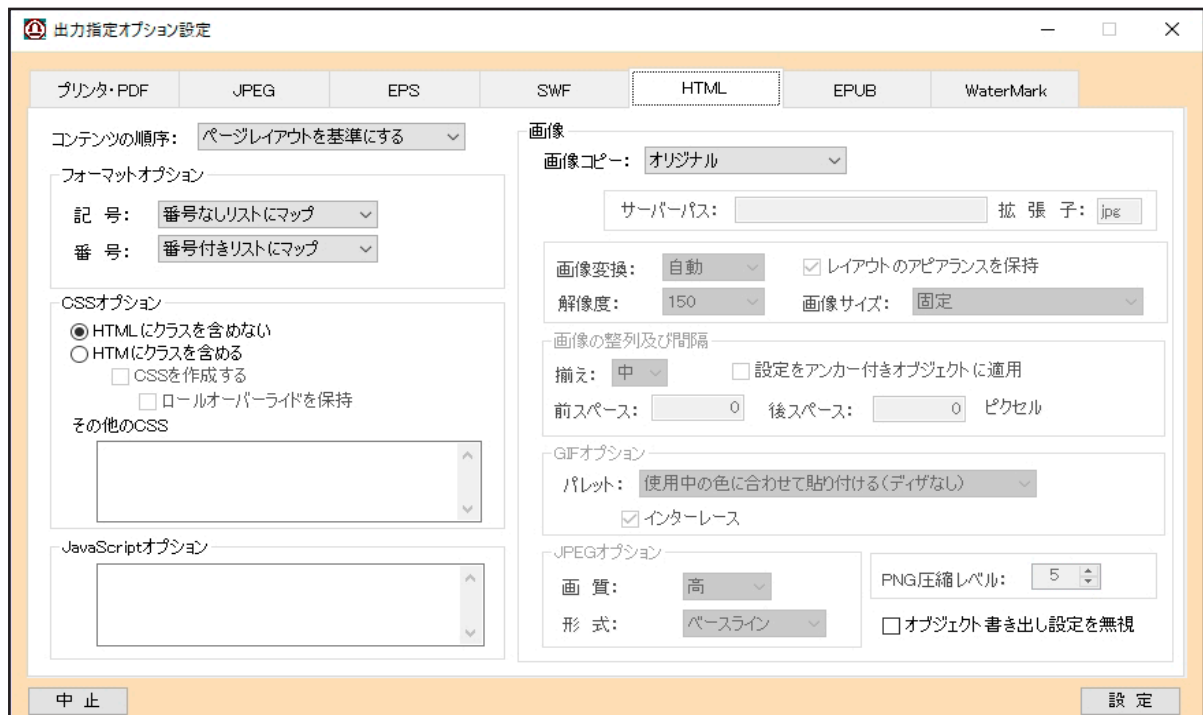 出力指定オプション設定
プリンタ・PDF JPEG EPS SWF HTML EPUB WaterMark
コンテンツの順序: ページレイアウトを基準にする
フォーマットオプション
記 号: 番号なしリストにマップ
番 号: 番号付きリストにマップ
CSSオプション
HTMLにクラスを含めない
HTMにクラスを含める
CSSを作成する
ロールオーバーライドを保持
その他のCSS
JavaScriptオプション
画像
画像コピー: オリジナル
サーバーパス: 拡 張 子: jpg
画像変換: 自動 レイアウトのアピアランスを保持
解像度: 150 画像サイズ: 固定
画像の整列及び間隔
揃え: 中 設定をアンカー付きオブジェクトに適用
前スペース: 0 後スペース: 0 ピクセル
GIFオプション
パレット: 使用中の色に合わせて貼り付ける(ディザなし)
インターレース
JPEGオプション
画 質: 高
形 式: ベースライン
PNG圧縮レベル: 5
オブジェクト書き出し設定を無視
中 止 設 定